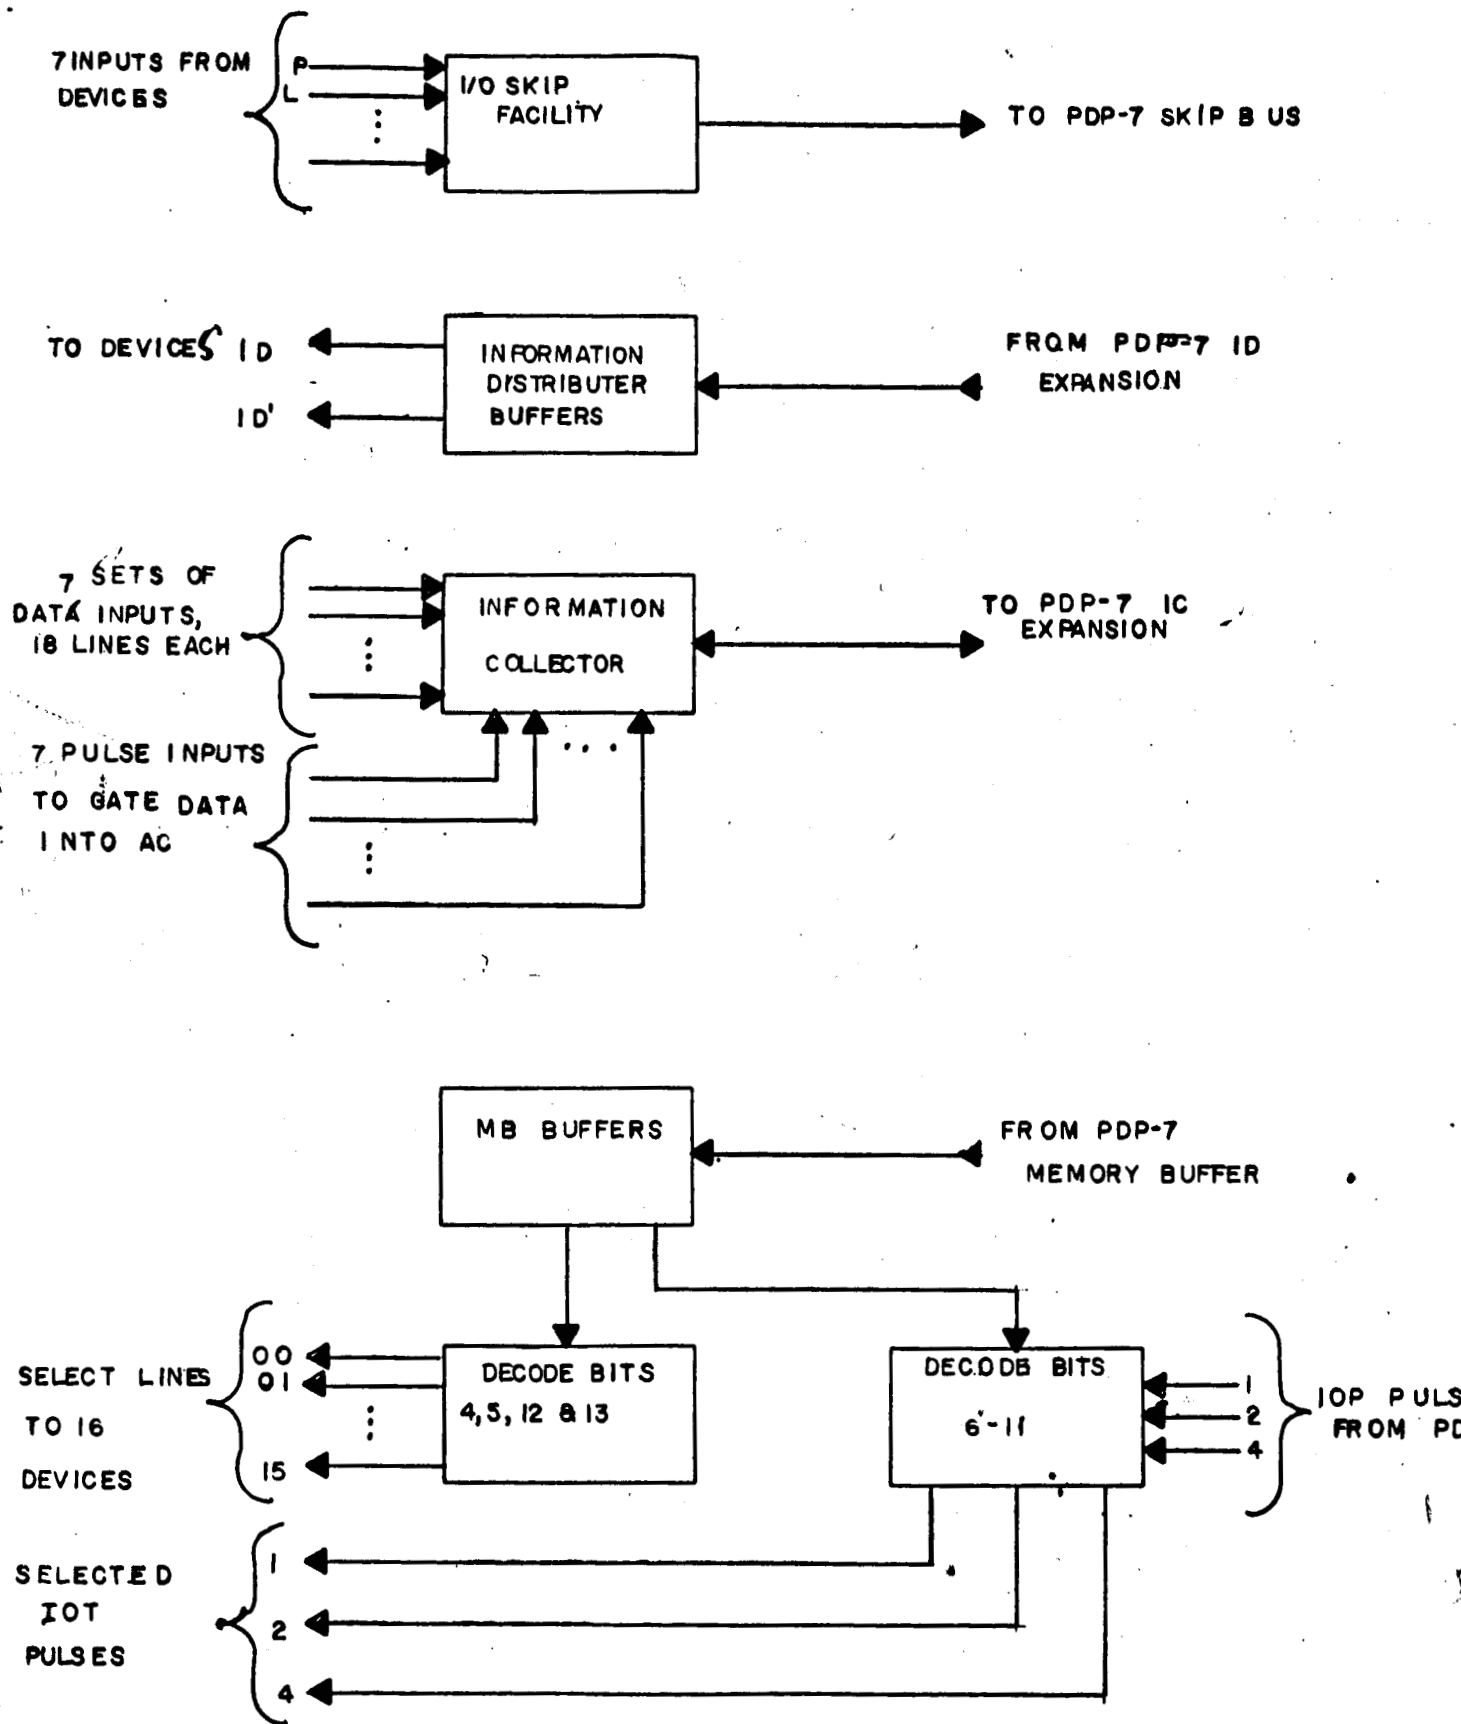 7 INPUTS FROM
DEVICES
P
L
I/O SKIP
FACILITY
TO PDP-7 SKIP BUS
TO DEVICES ID
ID'
INFORMATION
DISTRIBUTER
BUFFERS
FROM PDP-7 ID
EXPANSION
7 SETS OF
DATA INPUTS,
18 LINES EACH
INFORMATION
COLLECTOR
TO PDP-7 IC
EXPANSION
7 PULSE INPUTS
TO GATE DATA
INTO AC
MB BUFFERS
FROM PDP-7
MEMORY BUFFER
SELECT LINES
TO 16
DEVICES
00
01
15
DECODE BITS
4, 5, 12 & 13
DECODE BITS
6-11
1
2
4
IOP PULS
FROM PD
SELECTED
IOT
PULSES
1
2
4